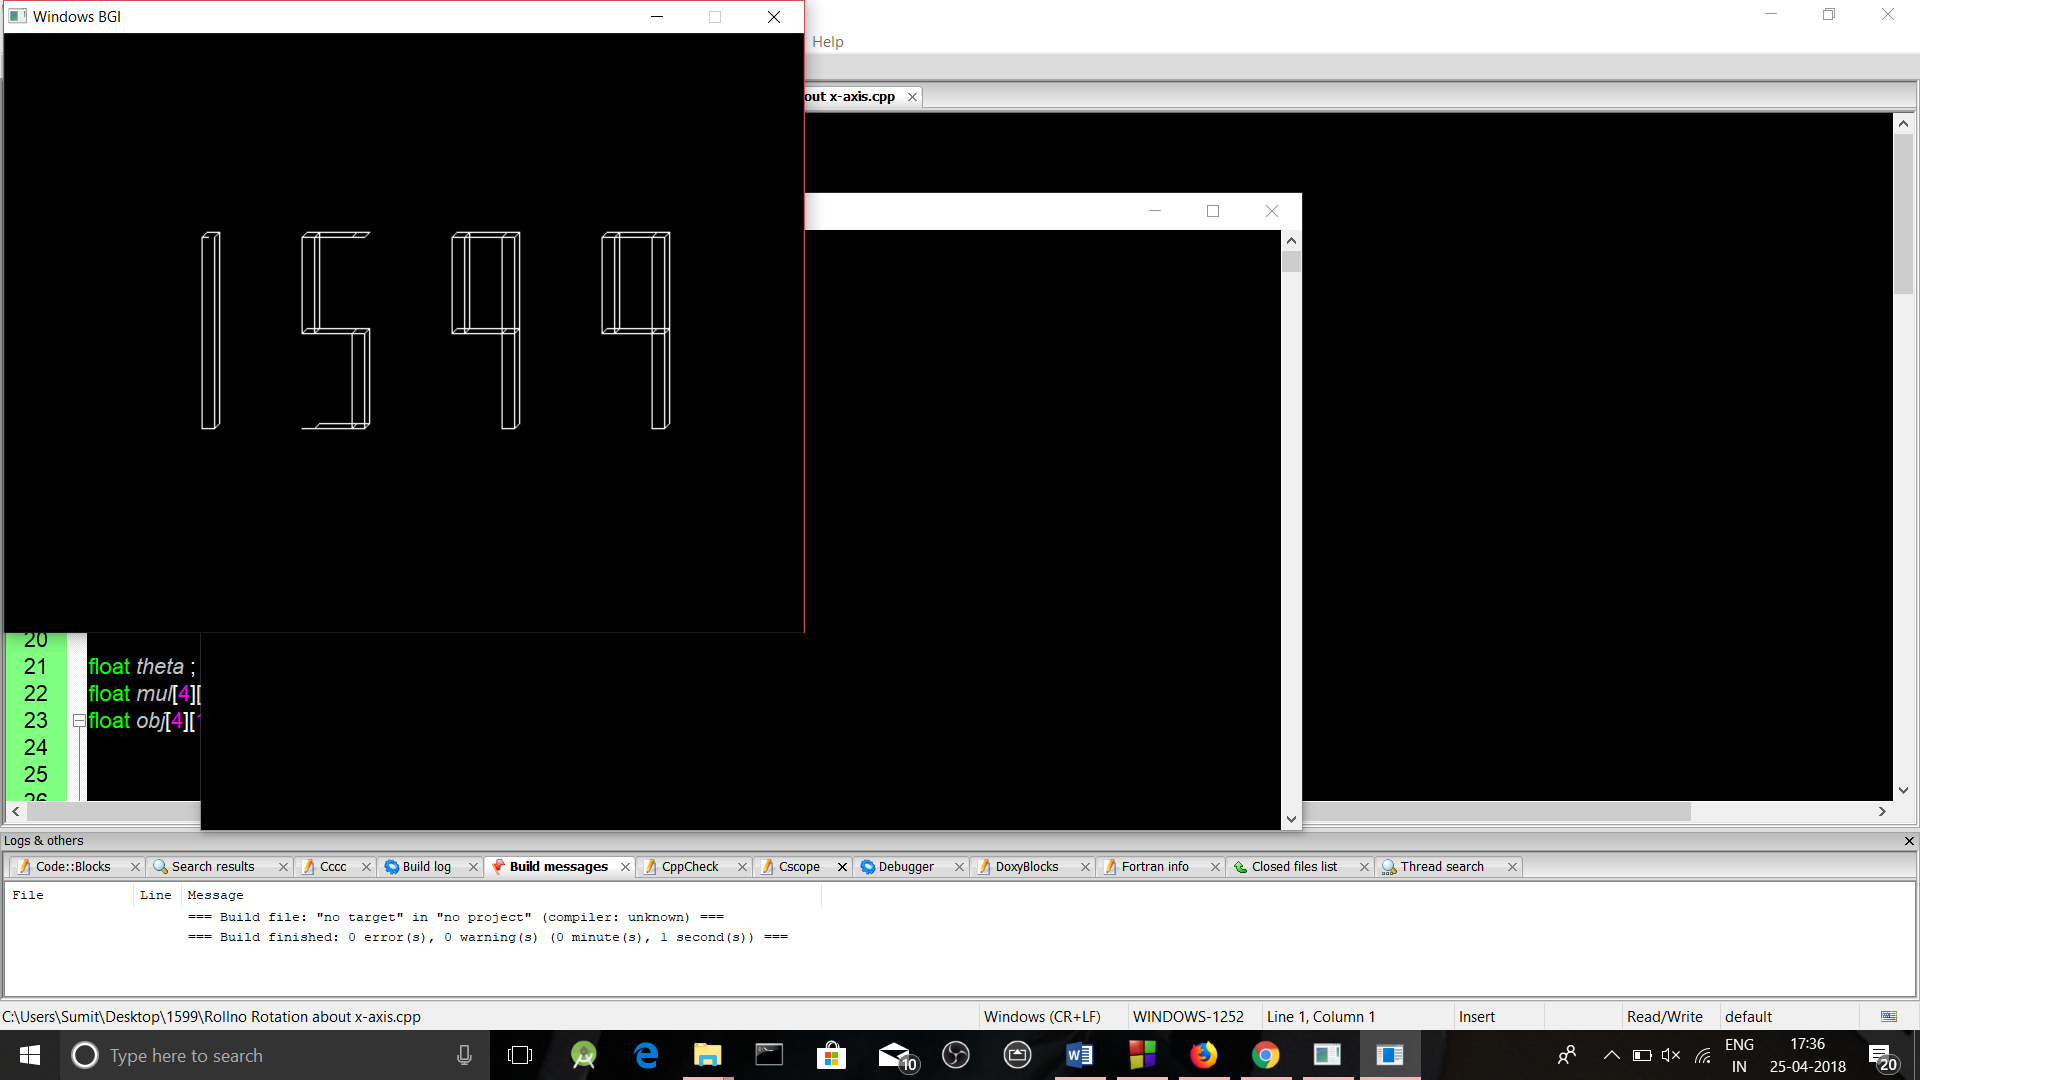 Windows BGI
Help
out x-axis.cpp
1599
20
21 float theta ;
22 float mul[4][
23 float obj[4][
24
25
26
Logs & others
Code::Blocks Search results Cccc Build log Build messages CppCheck Cscope Debugger DoxyBlocks Fortran info Closed files list Thread search
File Line Message
=== Build file: "no target" in "no project" (compiler: unknown) ===
=== Build finished: 0 error(s), 0 warning(s) (0 minute(s), 1 second(s)) ===
C:\Users\Sumit\Desktop\1599\Rollno Rotation about x-axis.cpp Windows (CR+LF) WINDOWS-1252 Line 1, Column 1 Insert Read/Write default
Type here to search 10 ENG 17:36
IN 25-04-2018 20